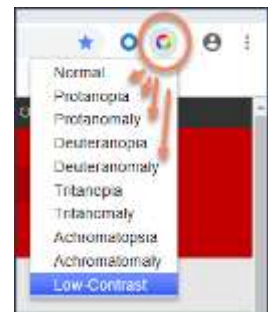 Normal
Protanopia
Protanomaly
Deuteranopia
Deuteranomaly
Tritanopia
Tritanomaly
Achromatopsia
Achromatomaly
Low-Contrast